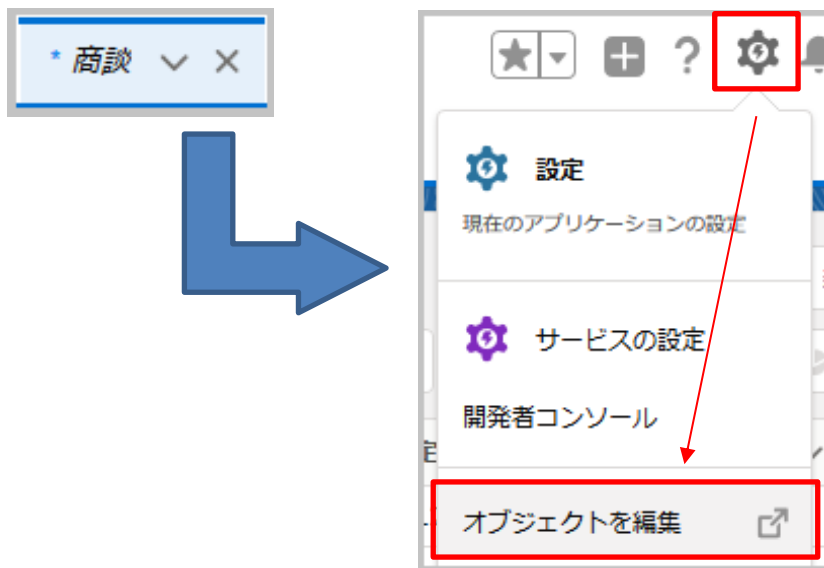 * 商談
設定
現在のアプリケーションの設定
サービスの設定
開発者コンソール
オブジェクトを編集